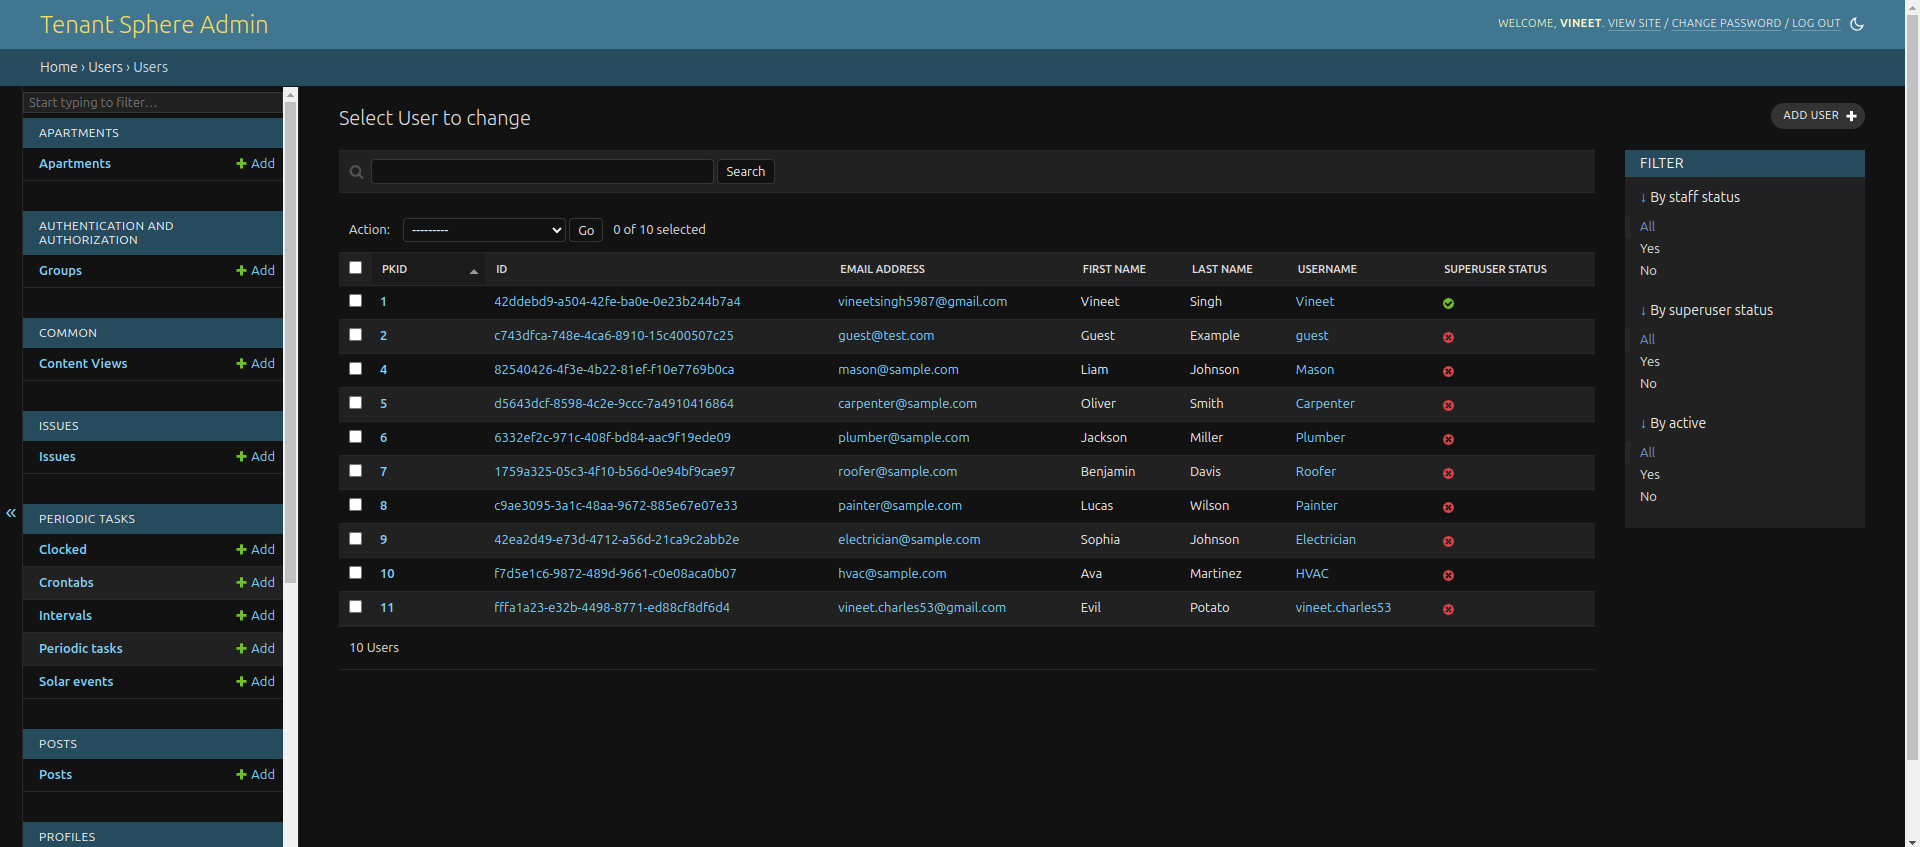 Tenant Sphere Admin
WELCOME, VINEET. VIEW SITE / CHANGE PASSWORD / LOG OUT
Home › Users › Users
Start typing to filter...
APARTMENTS
Apartments + Add
AUTHENTICATION AND
AUTHORIZATION
Groups + Add
COMMON
Content Views + Add
ISSUES
Issues + Add
«
PERIODIC TASKS
Clocked + Add
Crontabs + Add
Intervals + Add
Periodic tasks + Add
Solar events + Add
POSTS
Posts + Add
PROFILES
Select User to change
ADD USER +
Search
Action: --------- Go 0 of 10 selected
PKID ID EMAIL ADDRESS FIRST NAME LAST NAME USERNAME SUPERUSER STATUS
1 42ddebd9-a504-42fe-ba0e-0e23b244b7a4 vineetsingh5987@gmail.com Vineet Singh Vineet
2 c743dfca-748e-4ca6-8910-15c400507c25 guest@test.com Guest Example guest
4 82540426-4f3e-4b22-81ef-f10e7769b0ca mason@sample.com Liam Johnson Mason
5 d5643dcf-8598-4c2e-9ccc-7a4910416864 carpenter@sample.com Oliver Smith Carpenter
6 6332ef2c-971c-408f-bd84-aac9f19ede09 plumber@sample.com Jackson Miller Plumber
7 1759a325-05c3-4f10-b56d-0e94bf9cae97 roofer@sample.com Benjamin Davis Roofer
8 c9ae3095-3a1c-48aa-9672-885e67e07e33 painter@sample.com Lucas Wilson Painter
9 42ea2d49-e73d-4712-a56d-21ca9c2abb2e electrician@sample.com Sophia Johnson Electrician
10 f7d5e1c6-9872-489d-9661-c0e08aca0b07 hvac@sample.com Ava Martinez HVAC
11 fffa1a23-e32b-4498-8771-ed88cf8df6d4 vineet.charles53@gmail.com Evil Potato vineet.charles53
10 Users
FILTER
↓ By staff status
All
Yes
No
↓ By superuser status
All
Yes
No
↓ By active
All
Yes
No